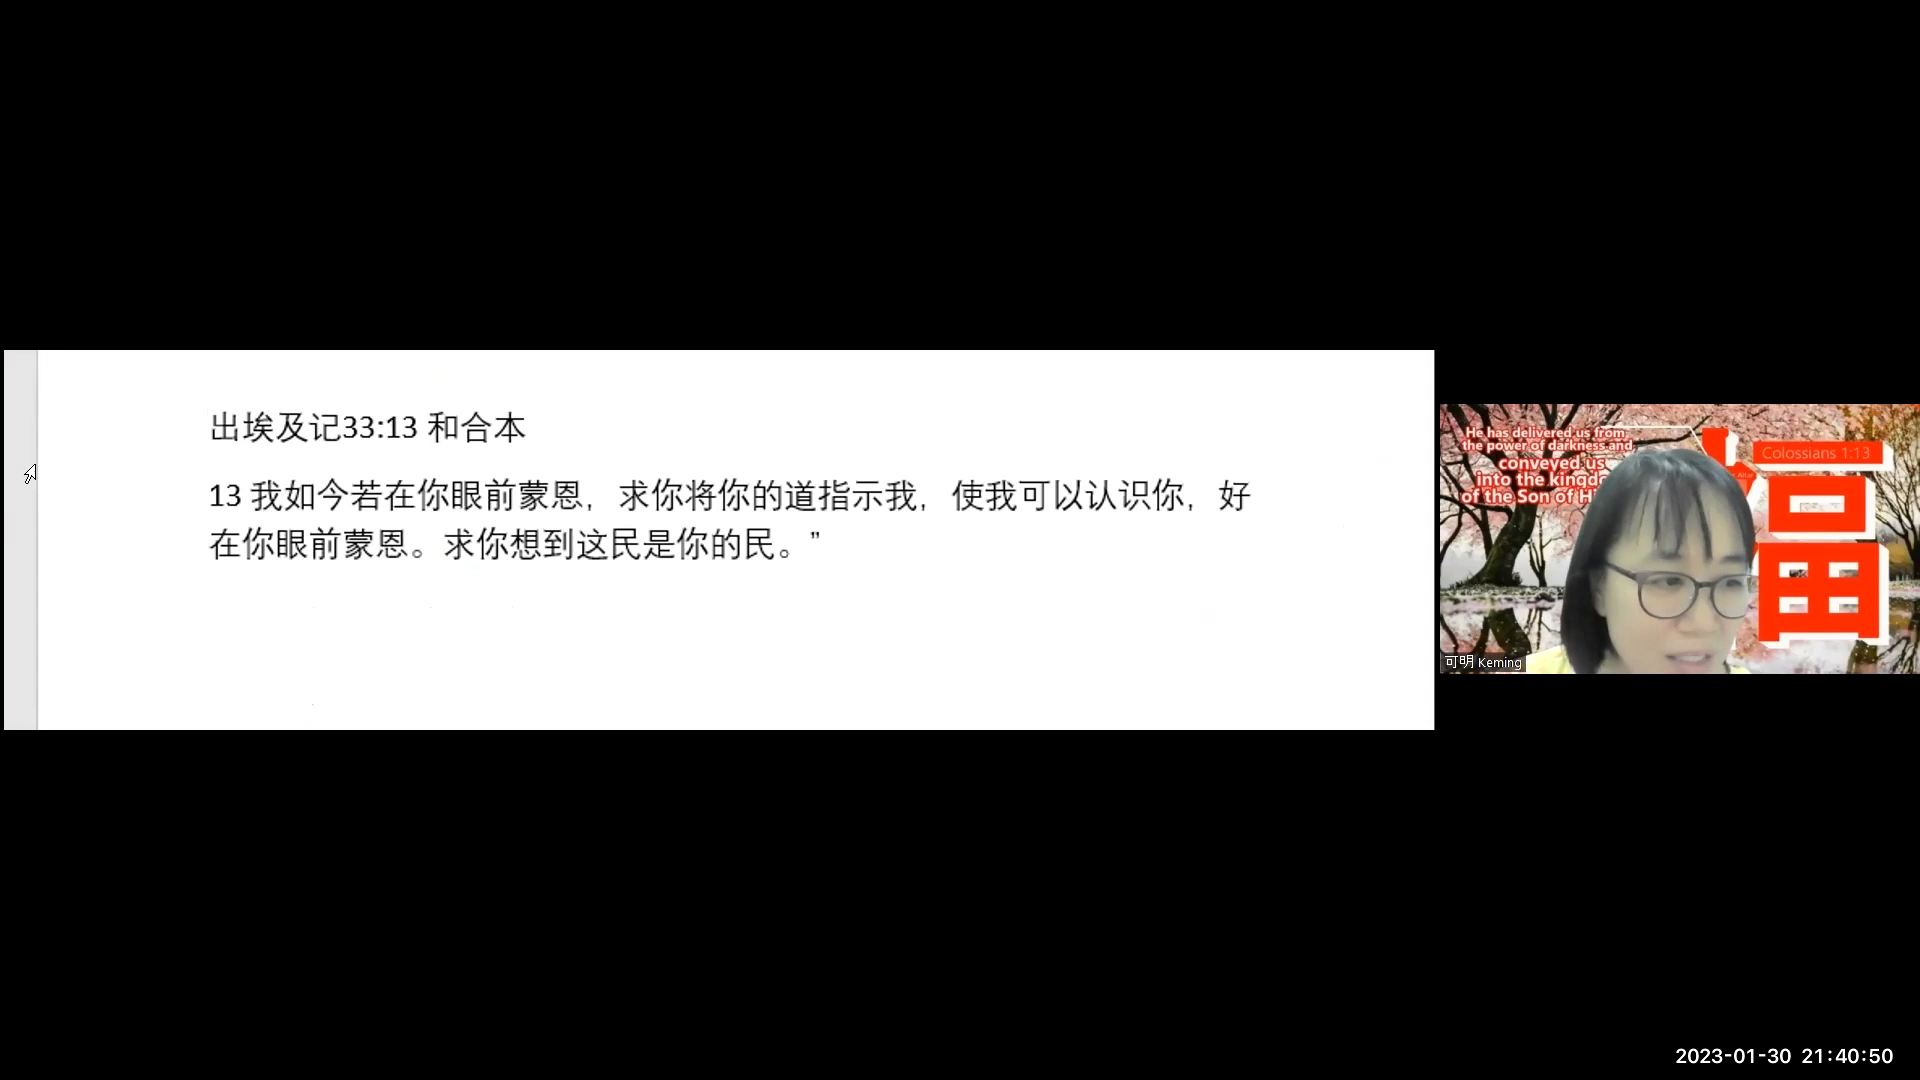 出埃及记33:13 和合本
13 我如今若在你眼前蒙恩，求你将你的道指示我，使我可以认识你，好
在你眼前蒙恩。求你想到这民是你的民。”
He has delivered us from
the power of darkness and
conveyed us
into the kingdo
of the Son of H
Colossians 1:13
可明 Keming
2023-01-30 21:40:50